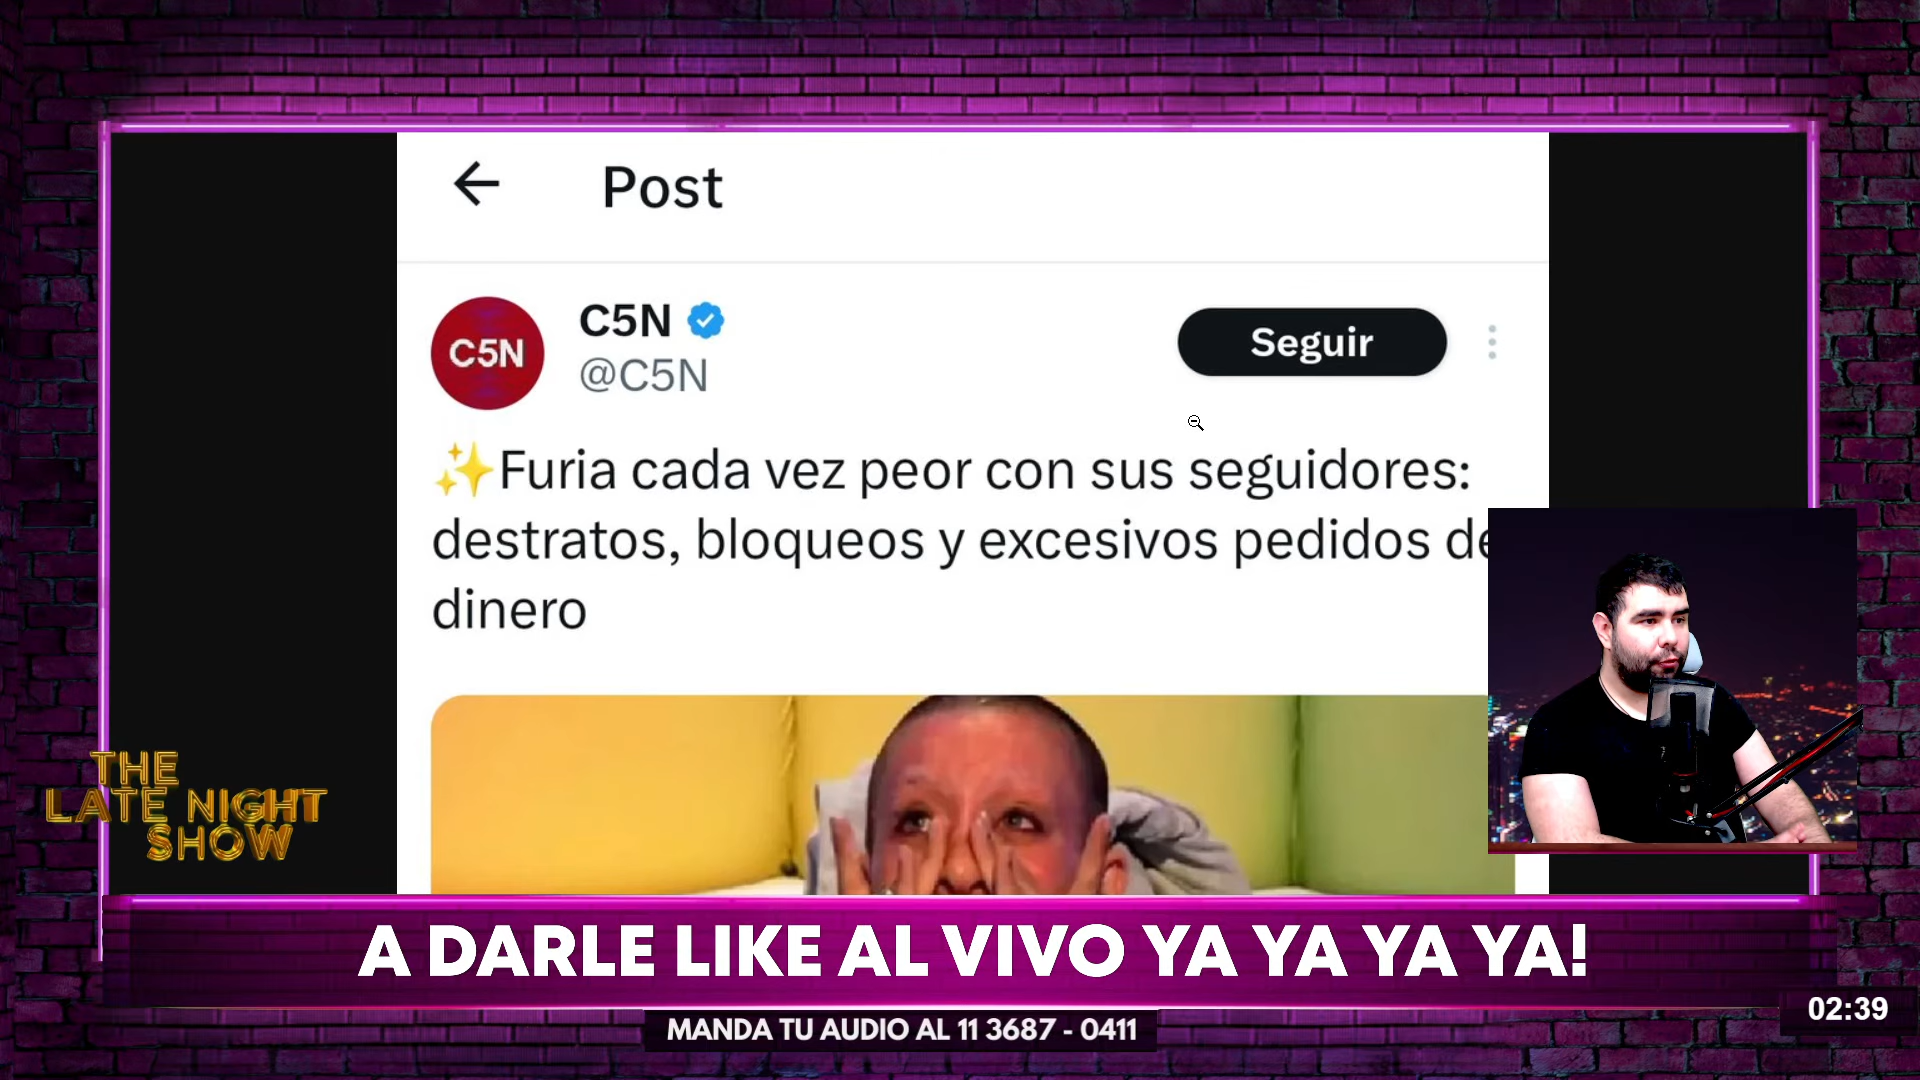 Post
C5N
C5N
@C5N
Seguir
✨Furia cada vez peor con sus seguidores:
destratos, bloqueos y excesivos pedidos de
dinero
THE
LATE NIGHT
SHOW
A DARLE LIKE AL VIVO YA YA YA YA!
02:39
MANDA TU AUDIO AL 11 3687 - 0411